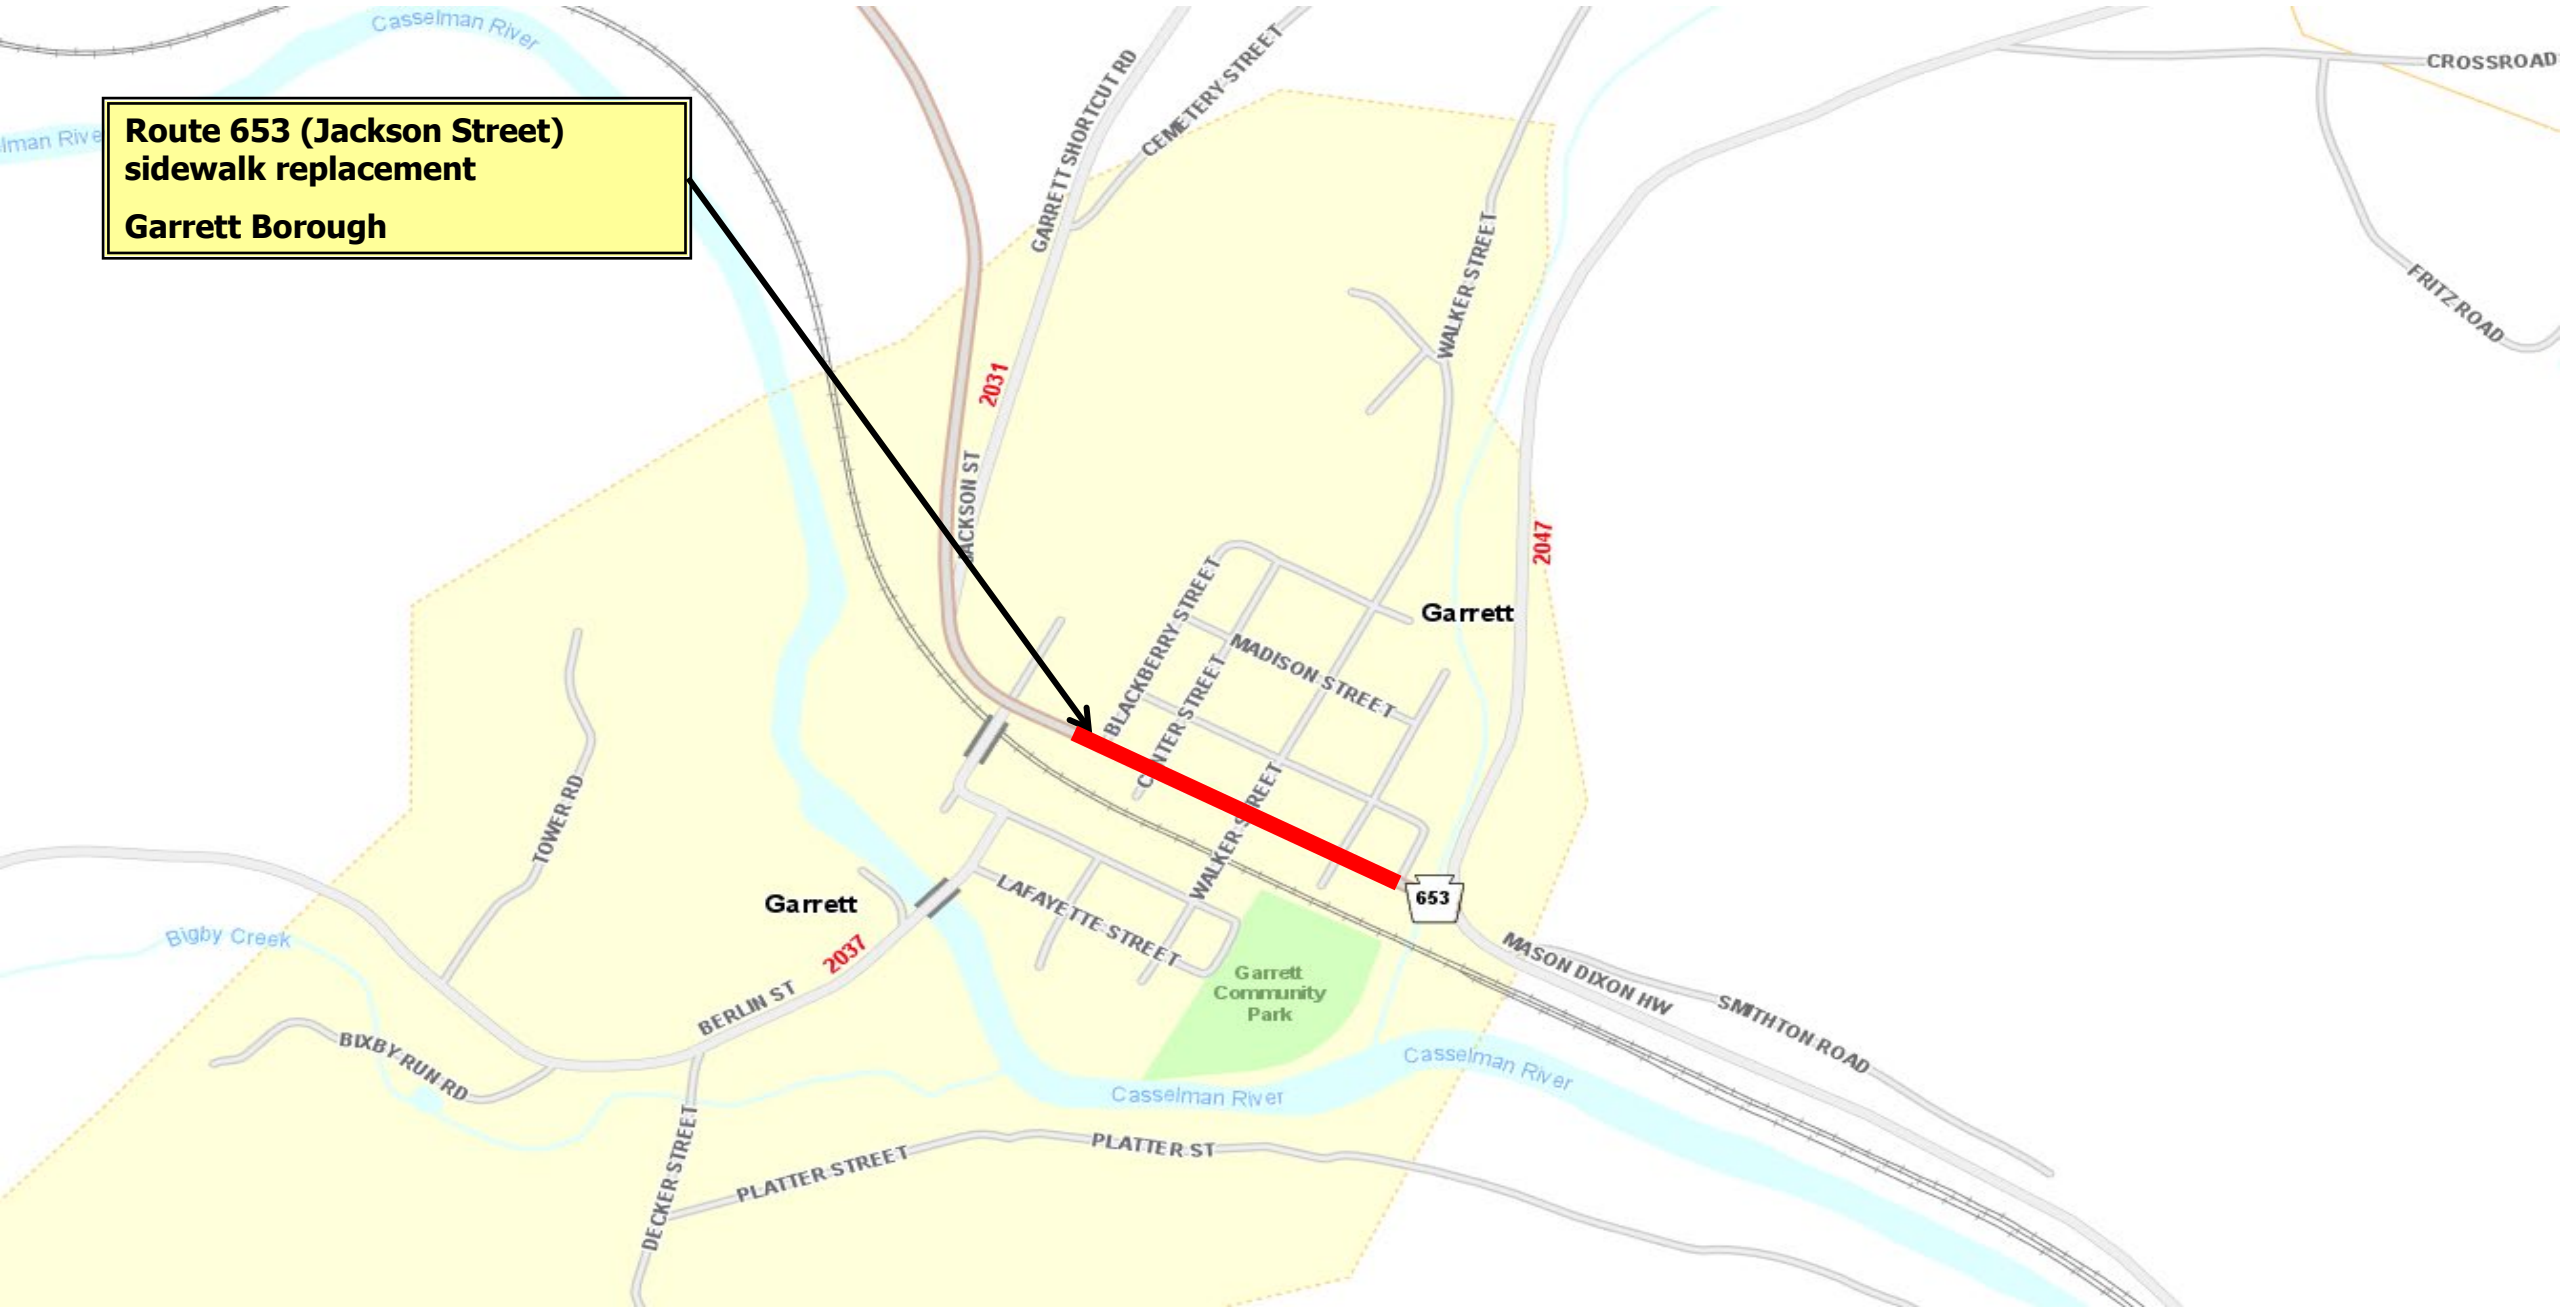 Casselman River
CROSSROAD
GARRETT SHORTCUT RD
CEMETERY STREET
Route 653 (Jackson Street)
sidewalk replacement
Garrett Borough
lman Rive
WALKER STREET
FRITZ ROAD
2031
JACKSON ST
2047
BLACKBERRY STREET
Garrett
MADISON STREET
CENTER STREET
TOWER RD
WALKER STREET
653
Garrett
LAFAYETTE STREET
Bigby Creek
2037
MASON DIXON HW
Garrett
Community
Park
BERLIN ST
SMITHTON ROAD
BIXBY RUN RD
Casselman River
Casselman River
PLATTER ST
PLATTER STREET
DECKER STREET